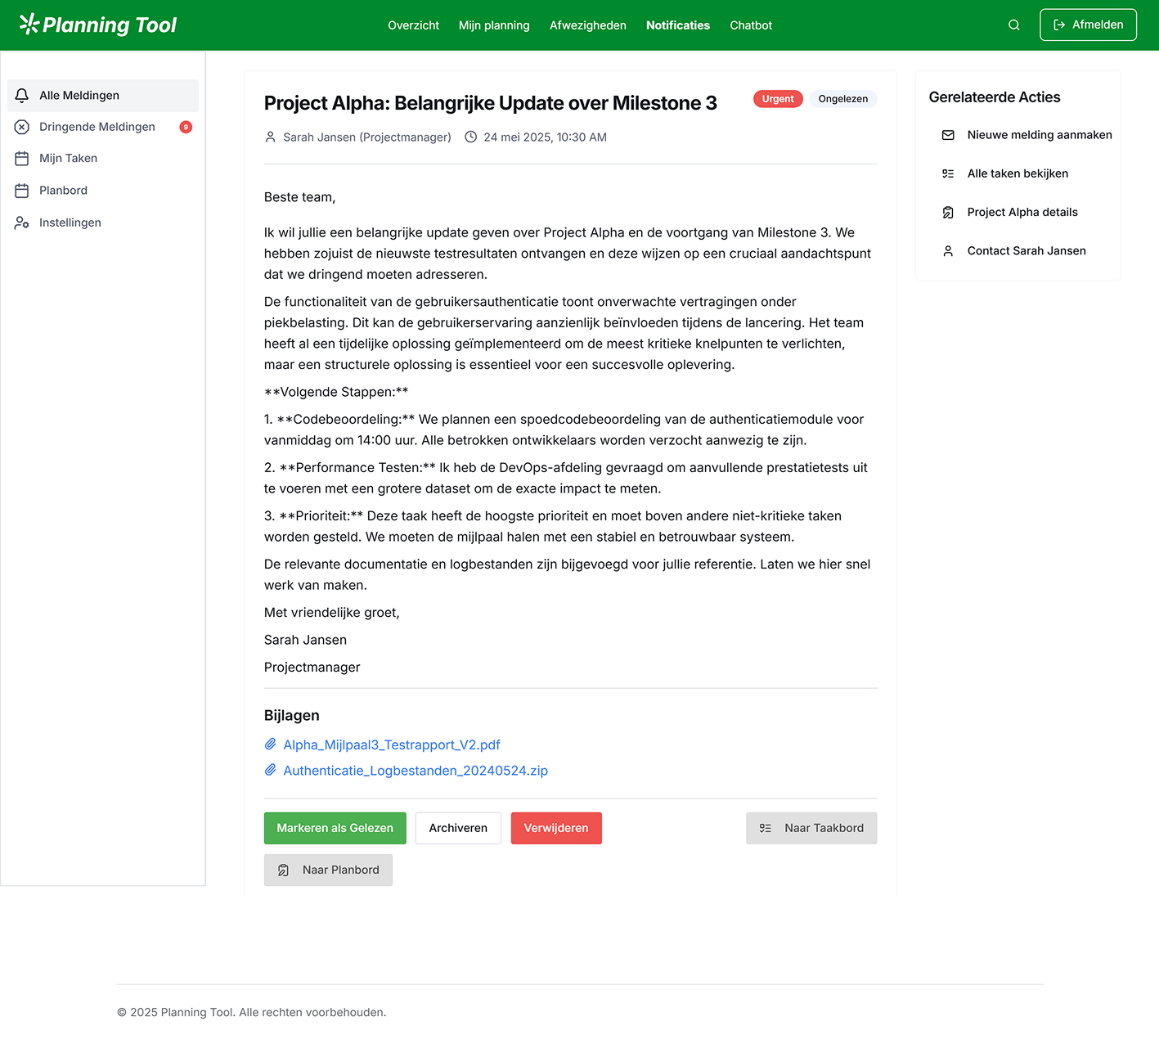 Planning Tool
Overzicht Mijn planning Afwezigheden Notificaties Chatbot
Afmelden
Alle Meldingen
Dringende Meldingen 9
Mijn Taken
Planbord
Instellingen
Project Alpha: Belangrijke Update over Milestone 3
Urgent Ongelezen
Sarah Jansen (Projectmanager) 24 mei 2025, 10:30 AM
Beste team,
Ik wil jullie een belangrijke update geven over Project Alpha en de voortgang van Milestone 3. We
hebben zojuist de nieuwste testresultaten ontvangen en deze wijzen op een cruciaal aandachtspunt
dat we dringend moeten adresseren.
De functionaliteit van de gebruikersauthenticatie toont onverwachte vertragingen onder
piekbelasting. Dit kan de gebruikerservaring aanzienlijk beïnvloeden tijdens de lancering. Het team
heeft al een tijdelijke oplossing geïmplementeerd om de meest kritieke knelpunten te verlichten,
maar een structurele oplossing is essentieel voor een succesvolle oplevering.
**Volgende Stappen:**
1. **Codebeoordeling:** We plannen een spoedcodebeoordeling van de authenticatiemodule voor
vanmiddag om 14:00 uur. Alle betrokken ontwikkelaars worden verzocht aanwezig te zijn.
2. **Performance Testen:** Ik heb de DevOps-afdeling gevraagd om aanvullende prestatietests uit
te voeren met een grotere dataset om de exacte impact te meten.
3. **Prioriteit:** Deze taak heeft de hoogste prioriteit en moet boven andere niet-kritieke taken
worden gesteld. We moeten de mijlpaal halen met een stabiel en betrouwbaar systeem.
De relevante documentatie en logbestanden zijn bijgevoegd voor jullie referentie. Laten we hier snel
werk van maken.
Met vriendelijke groet,
Sarah Jansen
Projectmanager
Bijlagen
Alpha_Mijlpaal3_Testrapport_V2.pdf
Authenticatie_Logbestanden_20240524.zip
Markeren als Gelezen Archiveren Verwijderen Naar Taakbord
Naar Planbord
Gerelateerde Acties
Nieuwe melding aanmaken
Alle taken bekijken
Project Alpha details
Contact Sarah Jansen
© 2025 Planning Tool. Alle rechten voorbehouden.